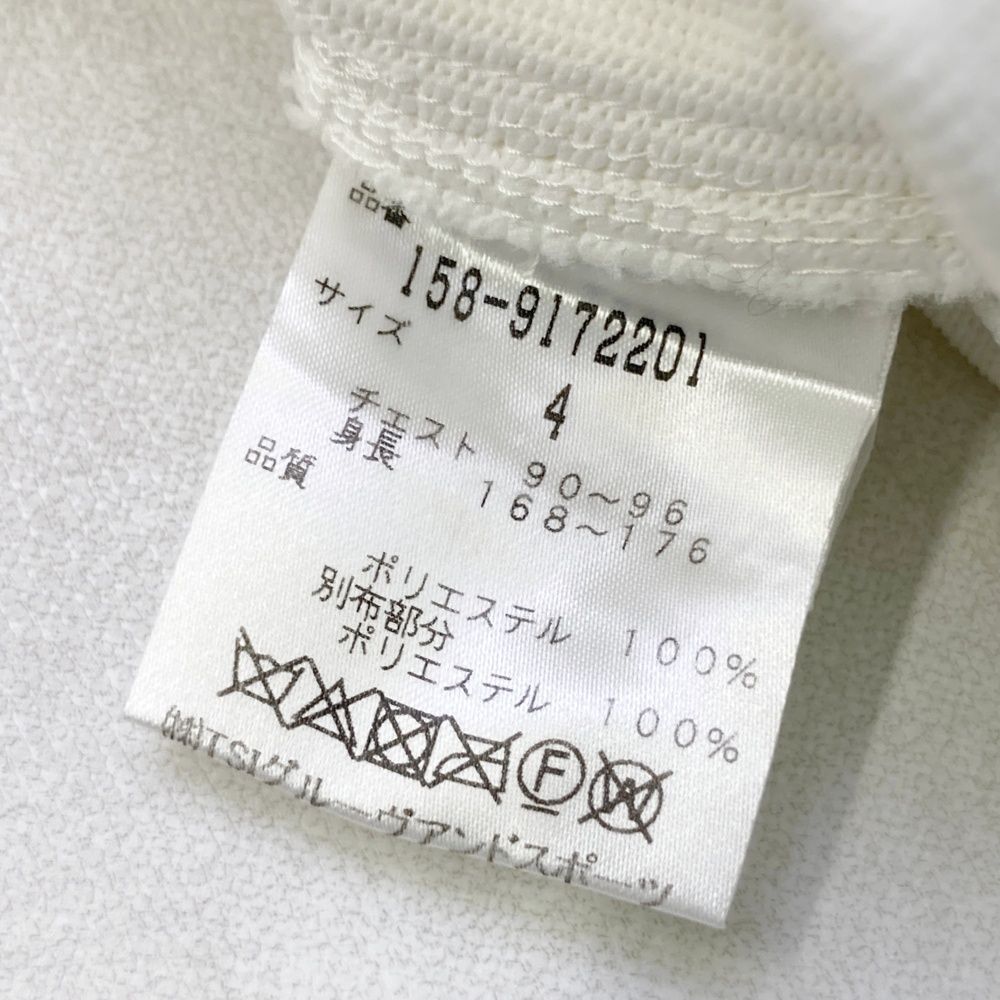 品番
158-9172201
サイズ
4
チェスト 90~96
身長 168~176
品質
ポリエステル 100%
別布部分
ポリエステル 100%
F W
㈱TSIグルーヴアンドスポーツ